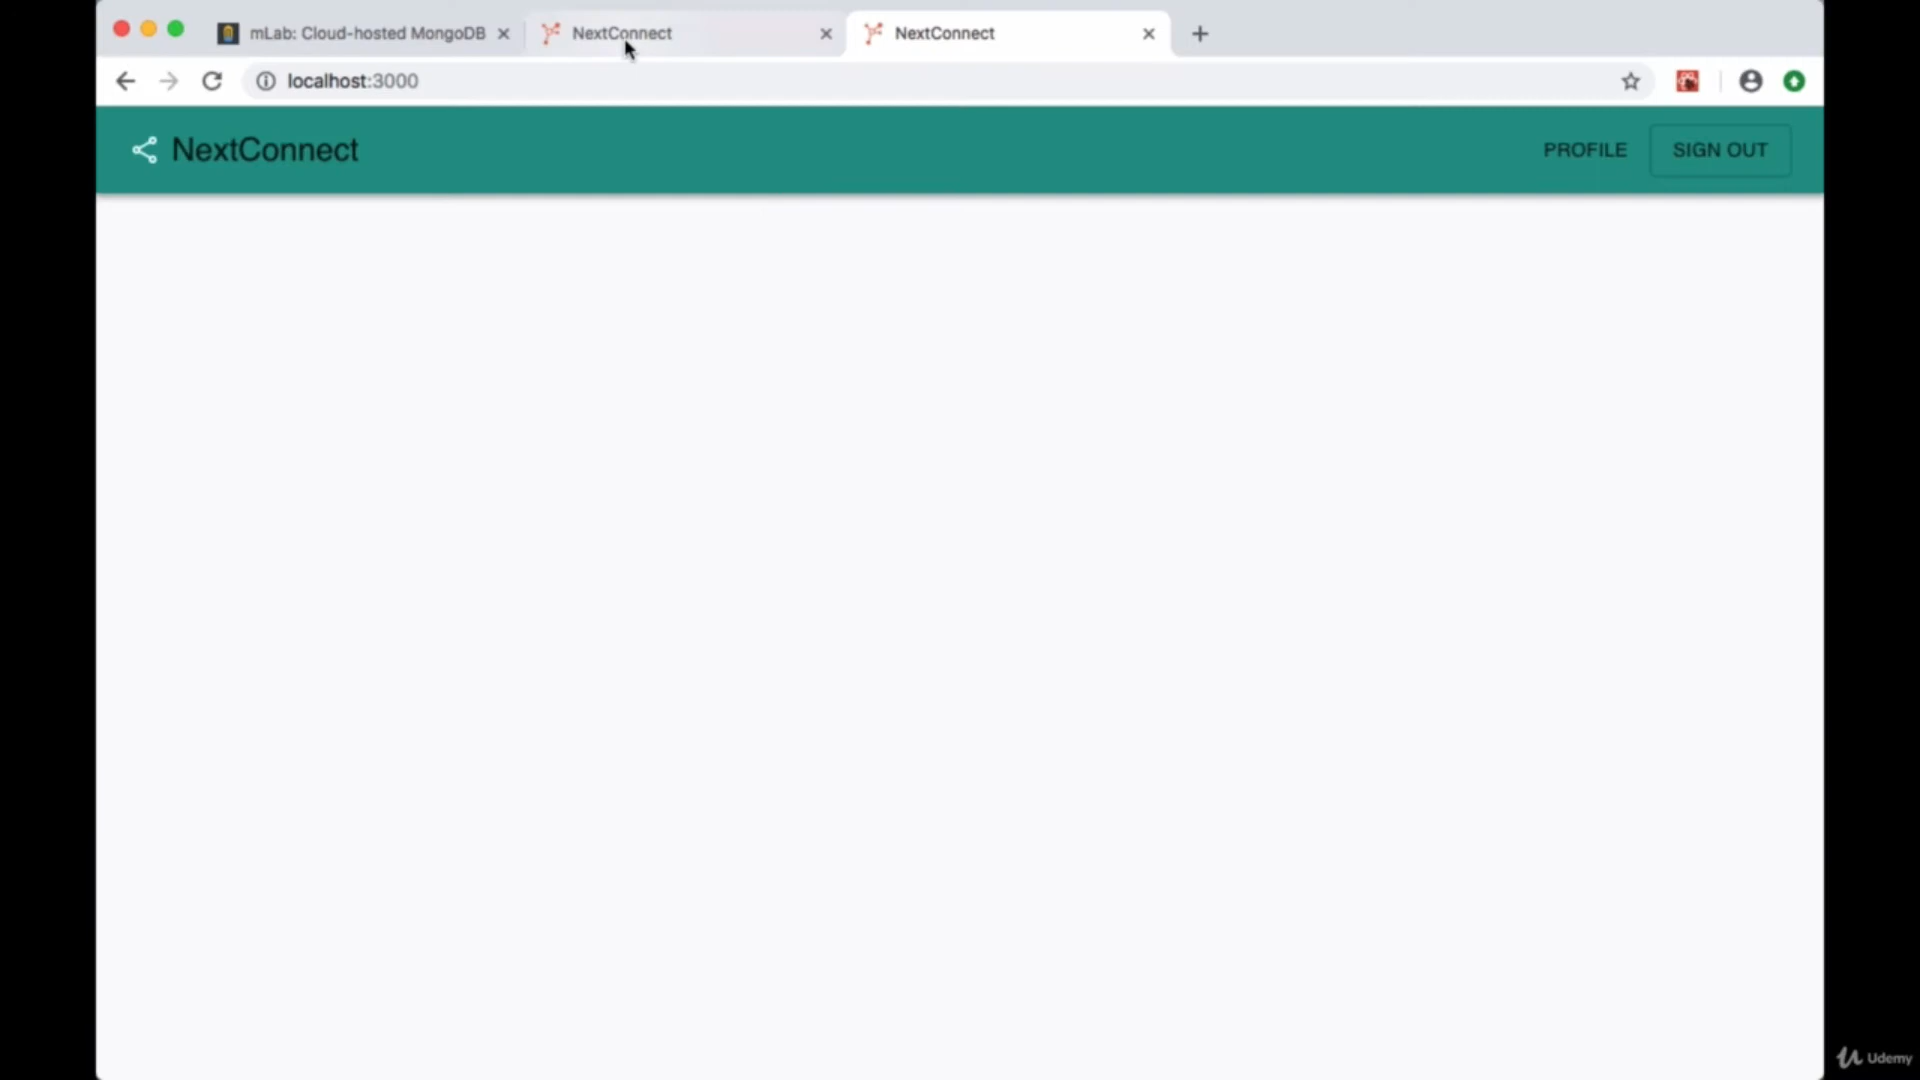 mLab: Cloud-hosted MongoDB
NextConnect
NextConnect
localhost:3000
NextConnect
PROFILE
SIGN OUT
Udemy